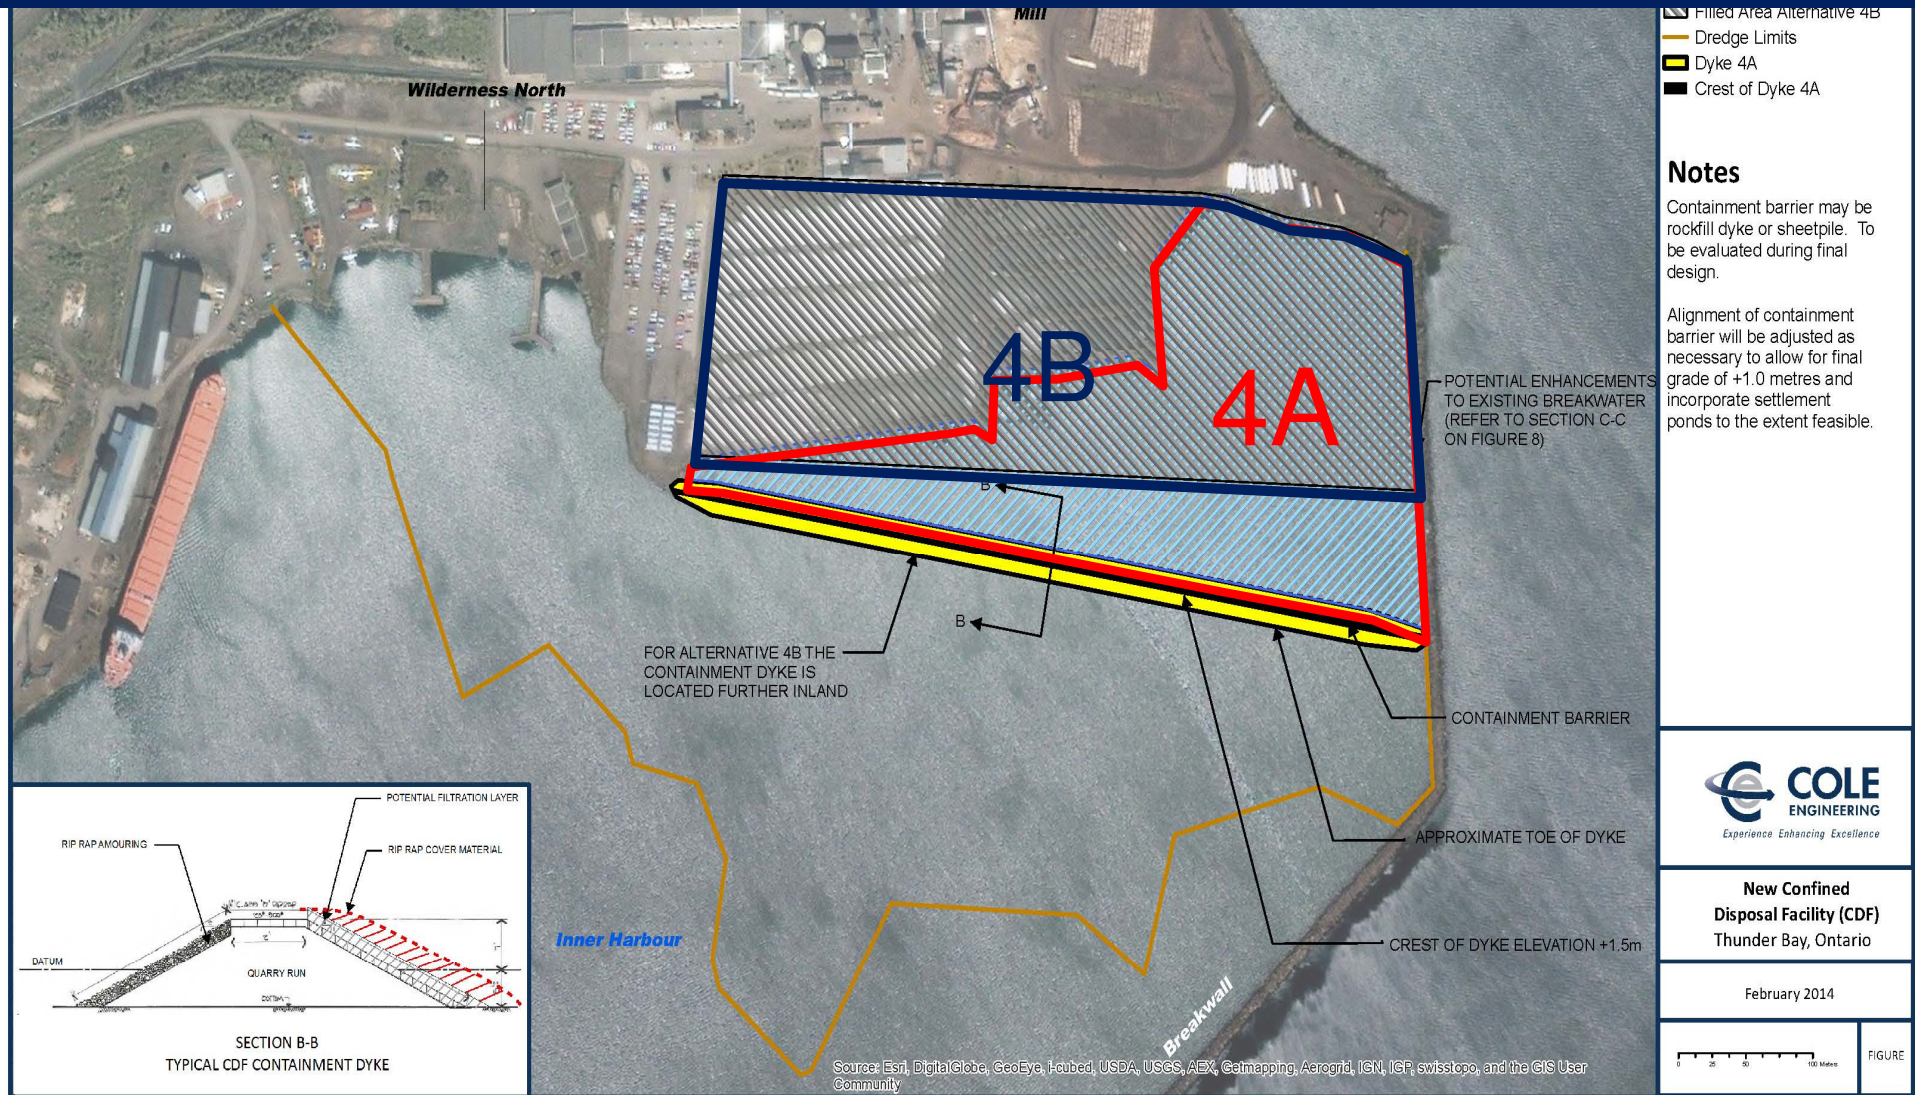 Mill
Wilderness North
4B
4A
POTENTIAL ENHANCEMENTS
TO EXISTING BREAKWATER
(REFER TO SECTION C-C
ON FIGURE 8)
B
B
FOR ALTERNATIVE 4B THE
CONTAINMENT DYKE IS
LOCATED FURTHER INLAND
CONTAINMENT BARRIER
APPROXIMATE TOE OF DYKE
CREST OF DYKE ELEVATION +1.5m
Inner Harbour
Breakwall
Source: Esri, DigitalGlobe, GeoEye, i-cubed, USDA, USGS, AEX, Getmapping, Aerogrid, IGN, IGP, swisstopo, and the GIS User
Community
POTENTIAL FILTRATION LAYER
RIP RAP AMOURING
RIP RAP COVER MATERIAL
DATUM
QUARRY RUN
SECTION B-B
TYPICAL CDF CONTAINMENT DYKE
Filled Area Alternative 4B
Dredge Limits
Dyke 4A
Crest of Dyke 4A
Notes
Containment barrier may be
rockfill dyke or sheetpile. To
be evaluated during final
design.
Alignment of containment
barrier will be adjusted as
necessary to allow for final
grade of +1.0 metres and
incorporate settlement
ponds to the extent feasible.
COLE
ENGINEERING
Experience Enhancing Excellence
New Confined
Disposal Facility (CDF)
Thunder Bay, Ontario
February 2014
0 25 50 100 Meters
FIGURE